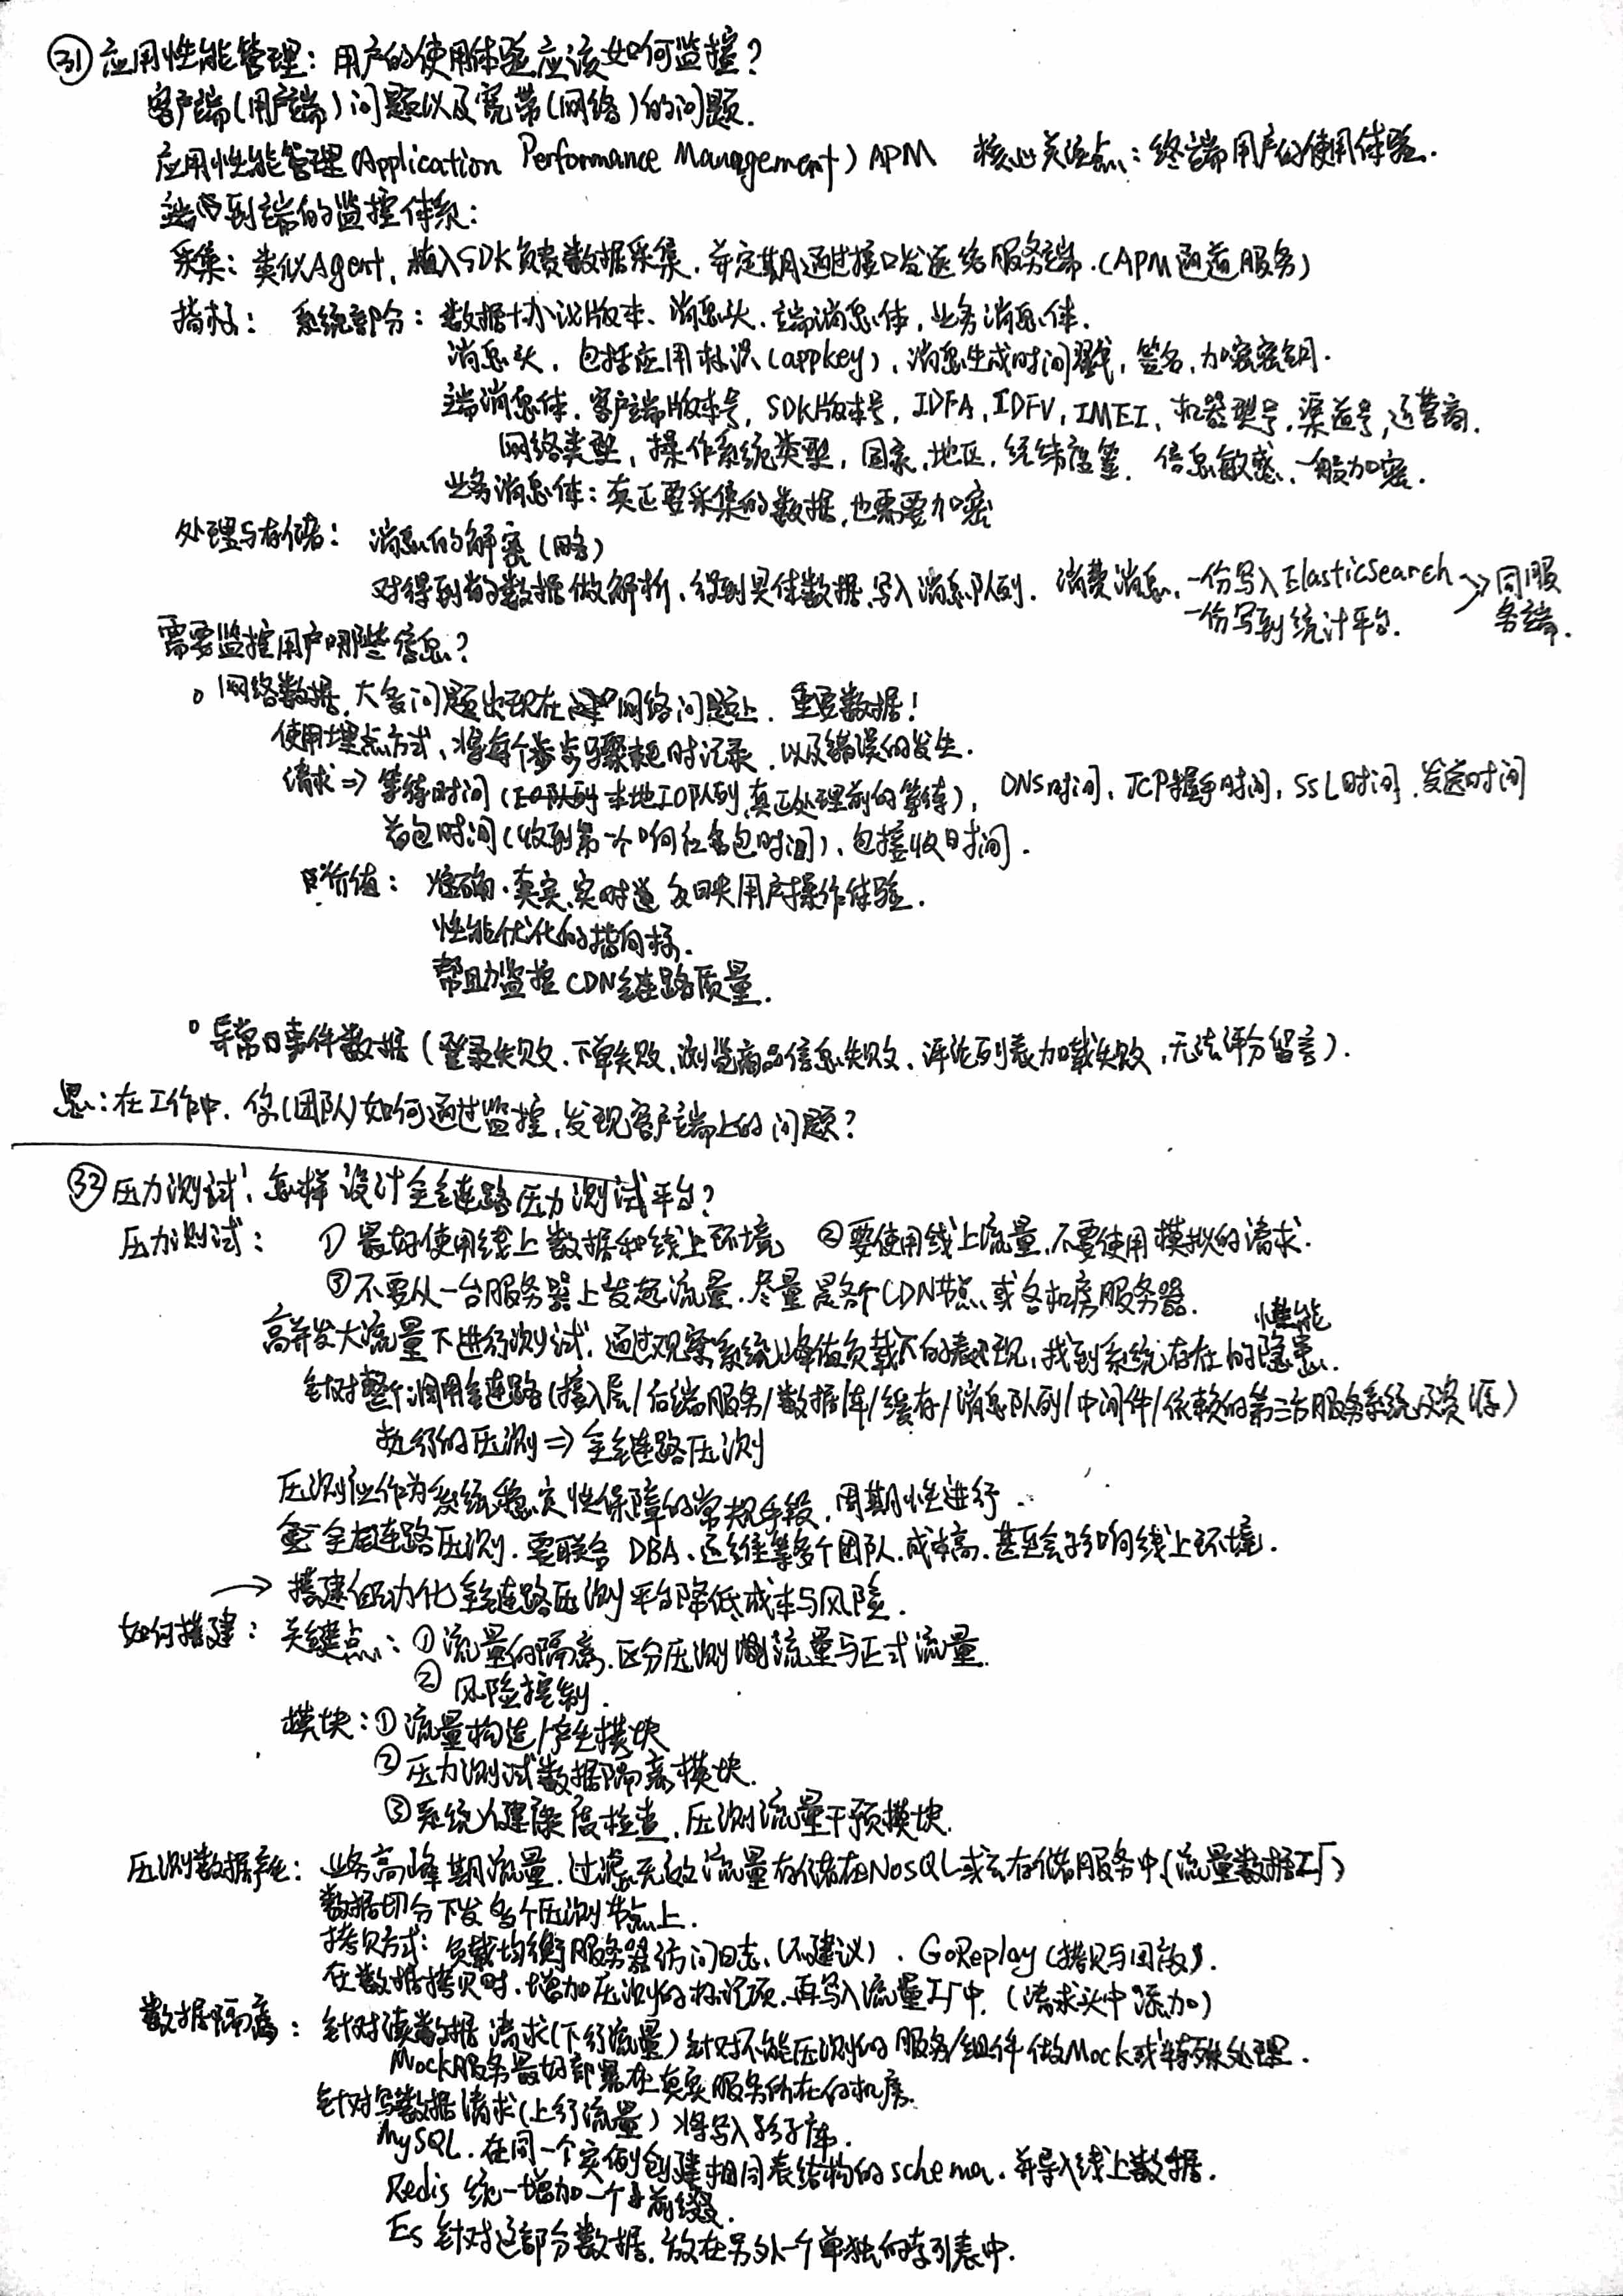 ㉛ 应用性能管理：用户的使用体验应该如何监控？
客户端（用户端）问题以及宽带（网络）的问题．
应用性能管理（Application Performance Management）APM 核心关注点：终端用户的使用体验．
端到端的监控体系：
采集：类似Agent，植入SDK负责数据采集．并定期通过接口发送给服务端．（APM通道服务）
指标： 系统部分：数据协议版本、消息头、端消息体，业务消息体．
消息头，包括应用标识（appkey），消息生成时间戳，签名，加密密钥．
端消息体．客户端版本号，SDK版本号，IDFA，IDFV，IMEI、机器型号．渠道号，运营商．
网络类型，操作系统类型，国家，地区，经纬度等．信息敏感、一般加密．
业务消息体：真正要采集的数据，也需要加密
处理与存储： 消息的解密（略）
对得到的数据做解析，得到具体数据，写入消息队列．消费消息，一份写入ElasticSearch → 同服
一份写到统计平台． 务端．
需要监控用户哪些信息？
。网络数据，大多问题出现在网络问题上．重要数据！
使用埋点方式、将每个步骤耗时记录．以及错误的发生．
请求⇒ 等待时间（本地IO队列，真正处理前的等待），DNS时间，TCP握手时间，SSL时间．发送时间
首包时间（收到第一个响应包时间）、包接收时间．
价值： 准确．真实、实时反映用户操作体验．
性能优化的指向标．
帮助监控CDN链路质量．
。异常事件数据（登录失败．下单失败，浏览商品信息失败．评论列表加载失败，无法评分留言）．
思：在工作中，你（团队）如何通过监控，发现客户端上的问题？
㉜ 压力测试：怎样设计全链路压力测试平台？
压力测试： ① 最好使用线上数据和线上环境 ②要使用线上流量，不要使用模拟的请求．
③不要从一台服务器上发起流量．尽量是各个CDN节点或各机房服务器．
性能
高并发大流量下进行测试，通过观察系统峰值负载下的表现，找到系统存在的隐患．
针对整个调用链路（接入层/后端服务/数据库/缓存/消息队列/中间件/依赖的第三方服务系统及资源）
执行的压测⇒全链路压测
压测应作为系统稳定性保障的常规手段，周期性进行．
全链路压测．要联合DBA、运维等多个团队．成本高．甚至会影响线上环境．
→ 搭建自动化全链路压测平台降低成本与风险．
如何搭建： 关键点：① 流量的隔离．区分压测流量与正式流量．
② 风险控制．
模块：① 流量构造/产生模块
② 压力测试数据隔离模块．
③ 系统健康度检查．压测流量干预模块．
压测数据产生： 业务高峰期流量．过滤无效流量存储在NoSQL或云存储服务中（流量数据工厂）
数据切分下发各个压测节点上．
拷贝方式：负载均衡服务器访问日志、（不建议）．GoReplay（拷贝与回放）．
在数据拷贝时．增加压测的标记项．再写入流量工厂中．（请求头中添加）
数据隔离： 针对读数据请求（下行流量）针对不能压测的服务/组件做Mock或特殊处理．
Mock服务最好部署在真实服务所在的机房．
针对写数据请求（上行流量）将写入影子库．
MySQL．在同一个实例创建相同表结构的schema．并导入线上数据．
Redis 统一增加一个前缀．
Es 针对这部分数据．放在另外一个单独的索引表中．